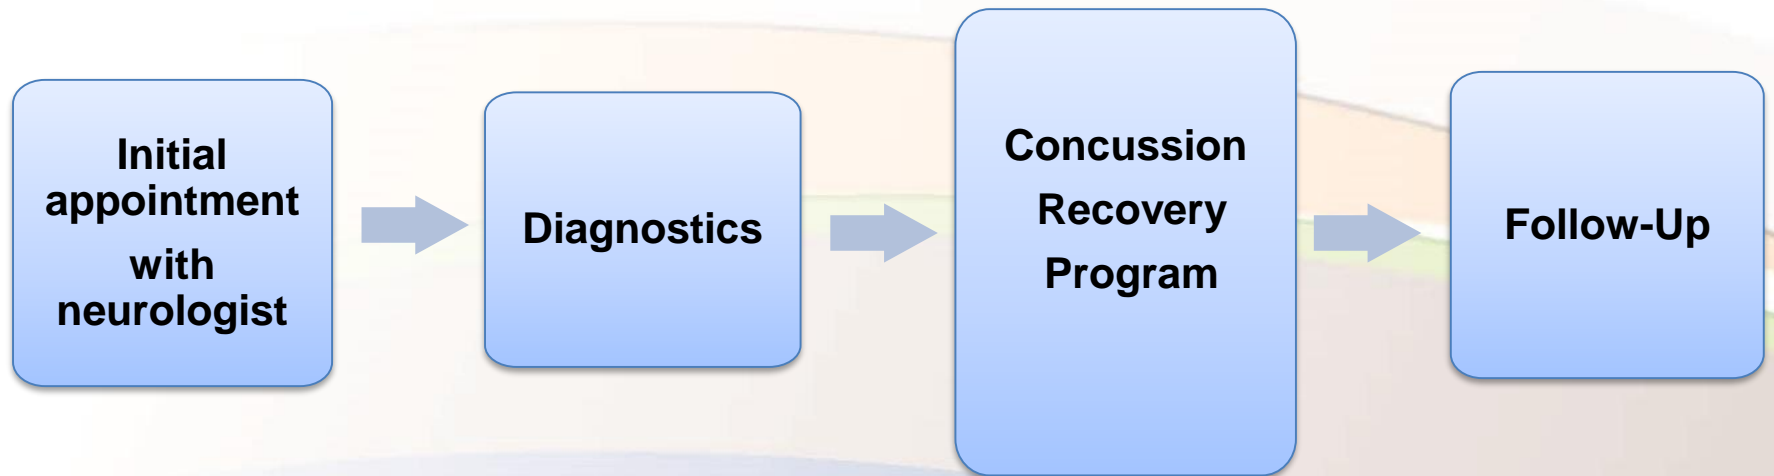 Initial
appointment
with
neurologist
Diagnostics
Concussion
Recovery
Program
Follow-Up